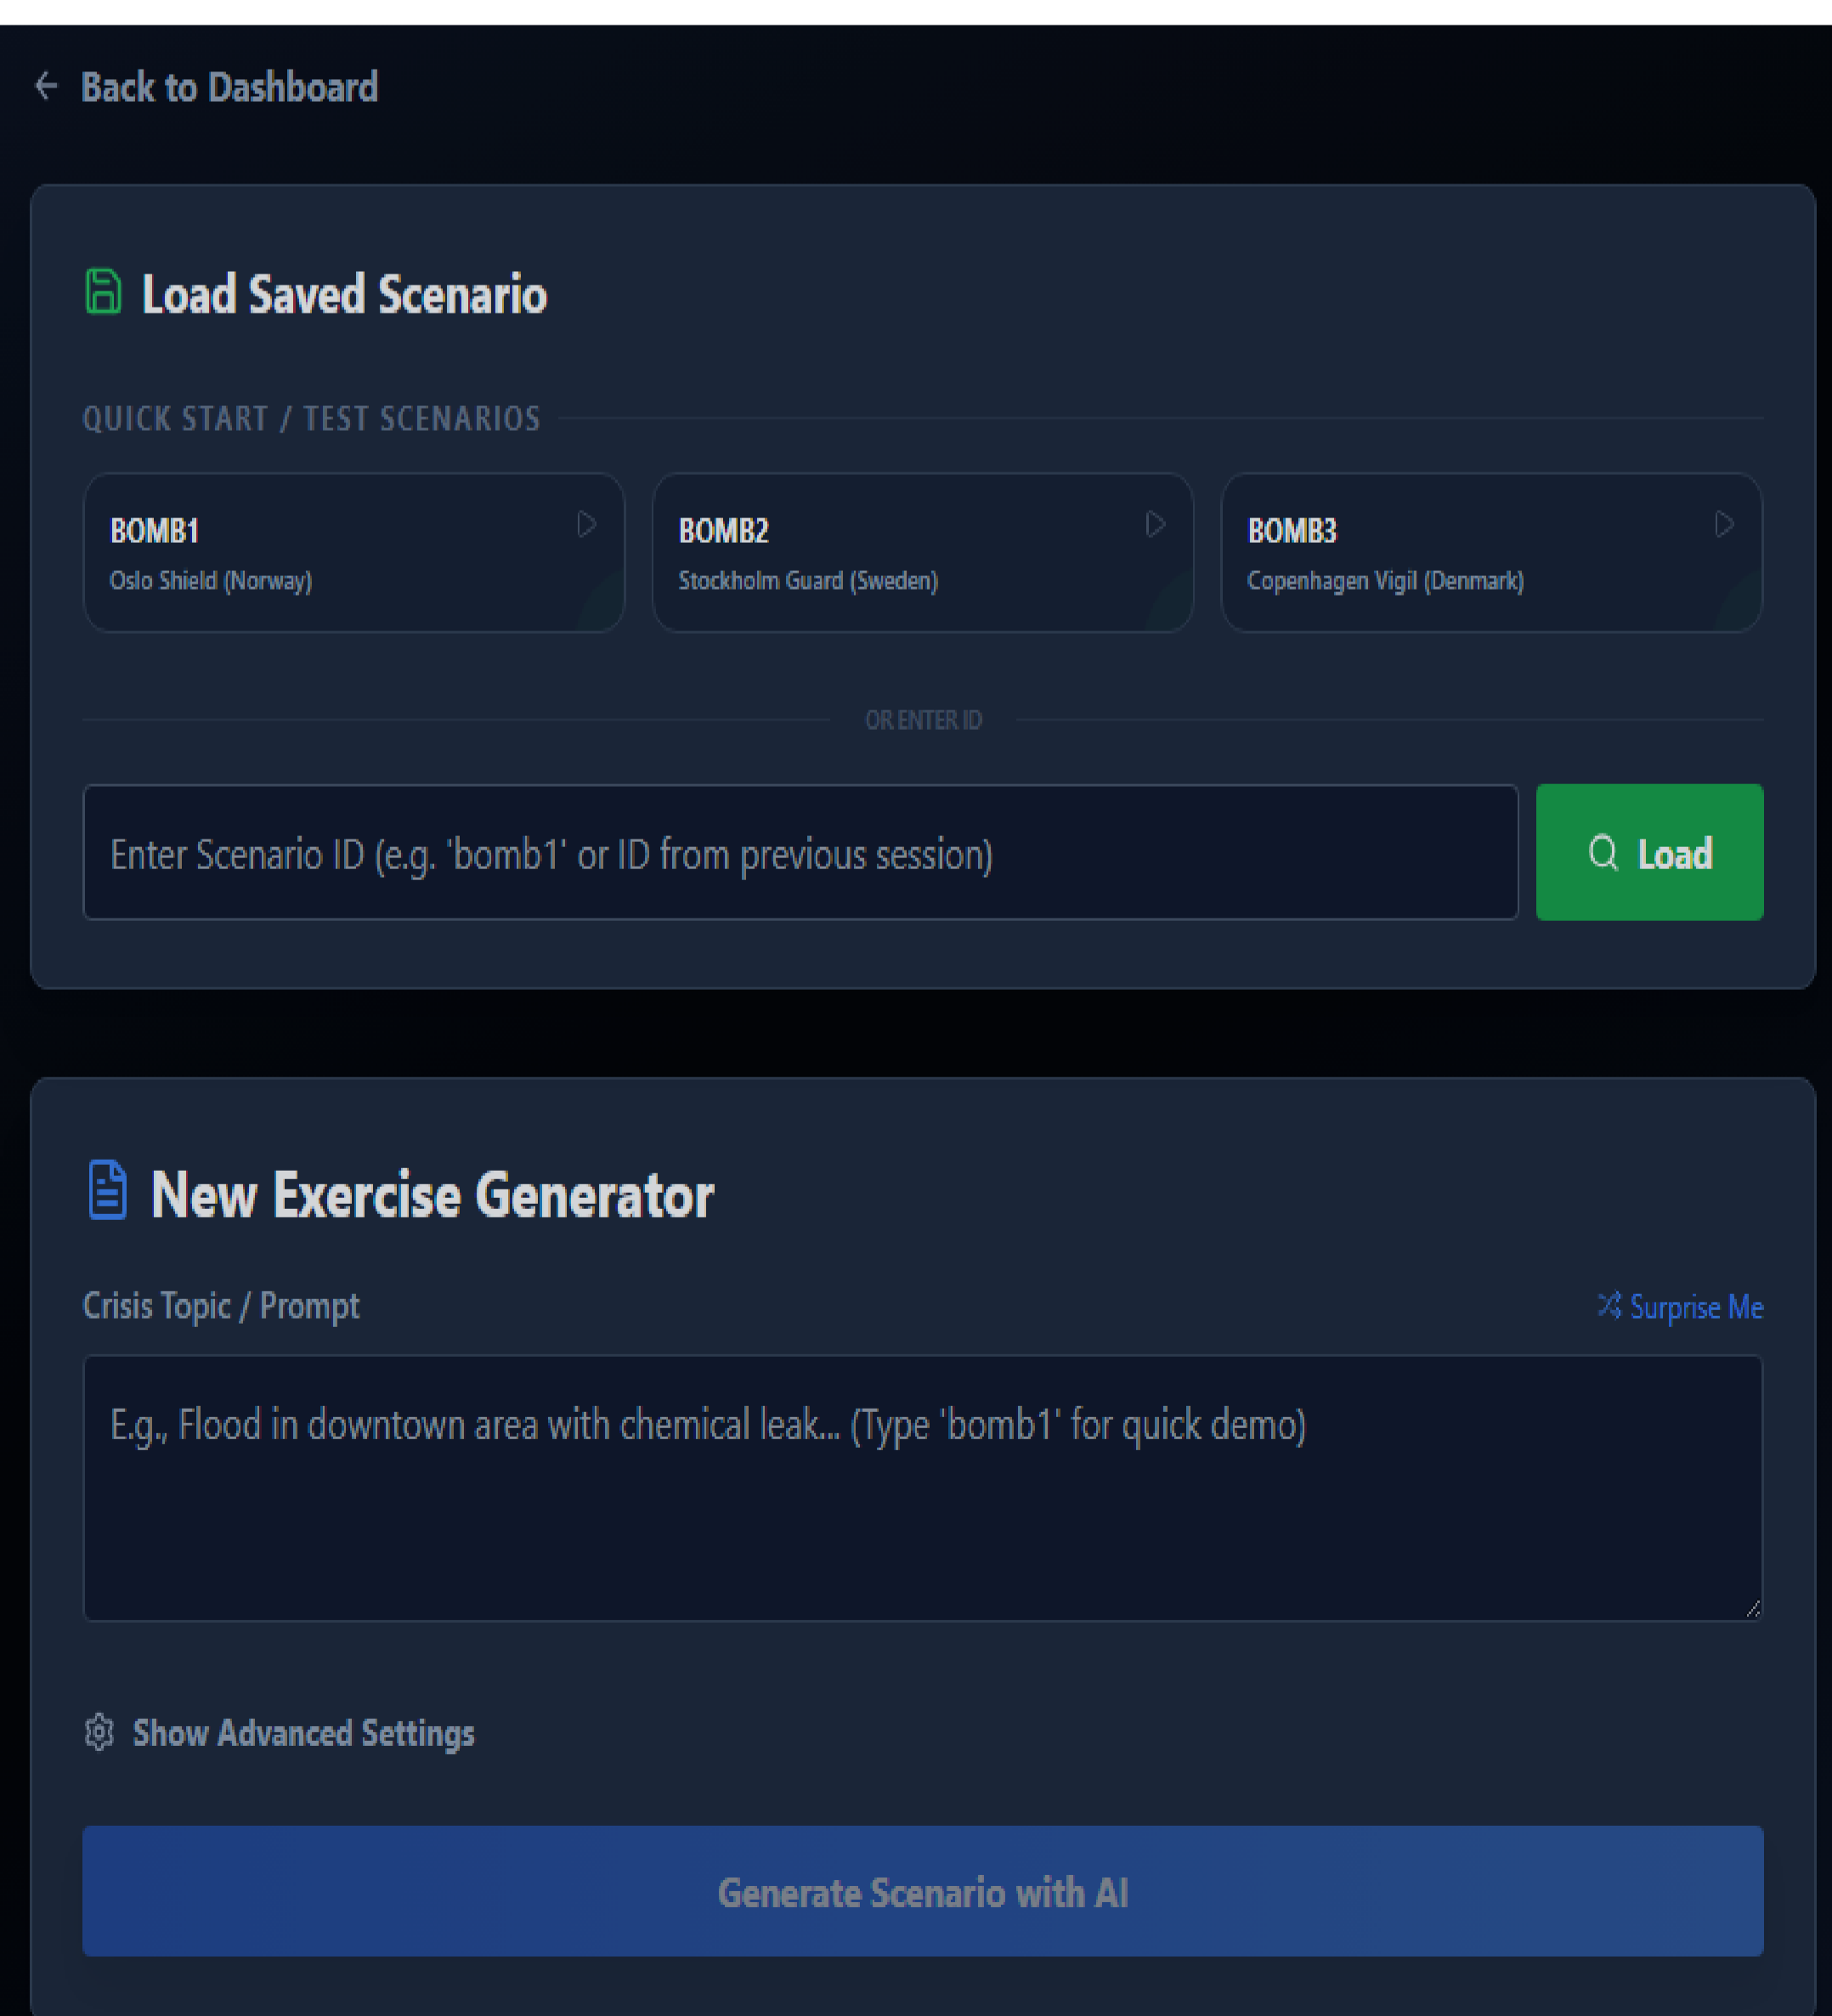 Back to Dashboard
Load Saved Scenario
QUICK START / TEST SCENARIOS
BOMB1
Oslo Shield (Norway)
BOMB2
Stockholm Guard (Sweden)
BOMB3
Copenhagen Vigil (Denmark)
OR ENTER ID
Enter Scenario ID (e.g. 'bomb1' or ID from previous session)
Load
New Exercise Generator
Crisis Topic / Prompt
Surprise Me
E.g., Flood in downtown area with chemical leak... (Type 'bomb1' for quick demo)
Show Advanced Settings
Generate Scenario with AI